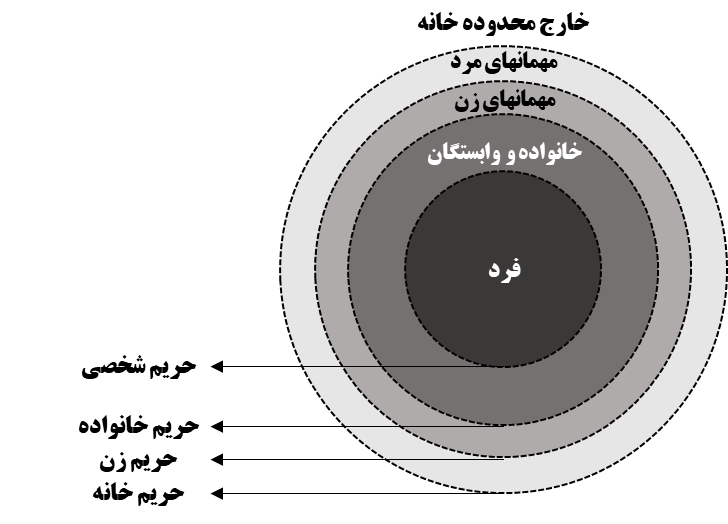 خارج محدوده خانه
مهمانهای مرد
مهمانهای زن
خانواده و وابستگان
فرد
حریم شخصی
حریم خانواده
حریم زن
حریم خانه